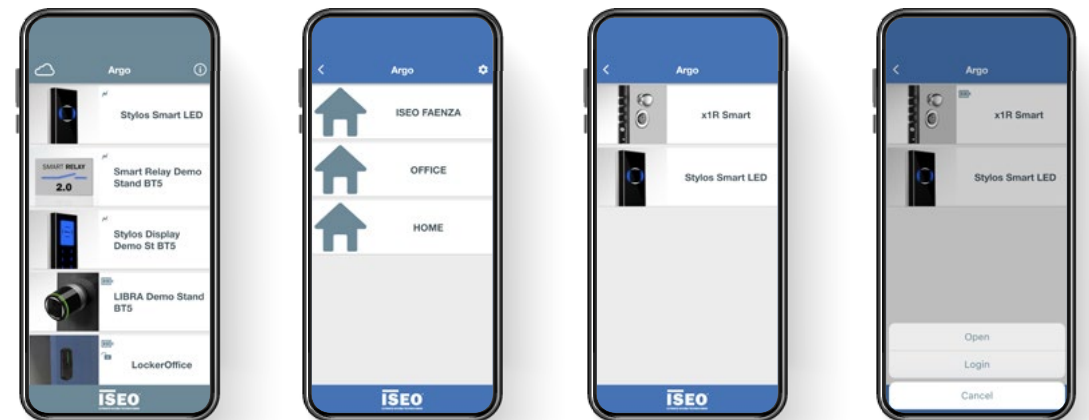 Argo
Stylos Smart LED
SMART RELAY
2.0
Smart Relay Demo
Stand BT5
Stylos Display
Demo St BT5
LIBRA Demo Stand
BT5
LockerOffice
ISEO
Argo
ISEO FAENZA
OFFICE
HOME
ISEO
Argo
x1R Smart
Stylos Smart LED
ISEO
Argo
x1R Smart
Stylos Smart LED
Open
Login
Cancel